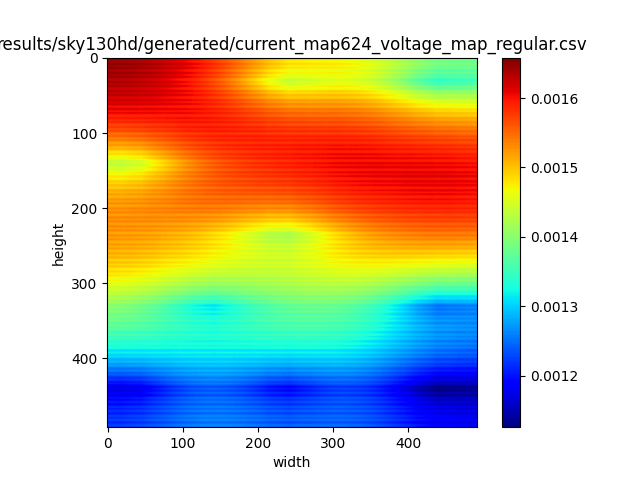 results/sky130hd/generated/current_map624_voltage_map_regular.csv
0
100
200
300
400
height
0 100 200 300 400
width
0.0016
0.0015
0.0014
0.0013
0.0012